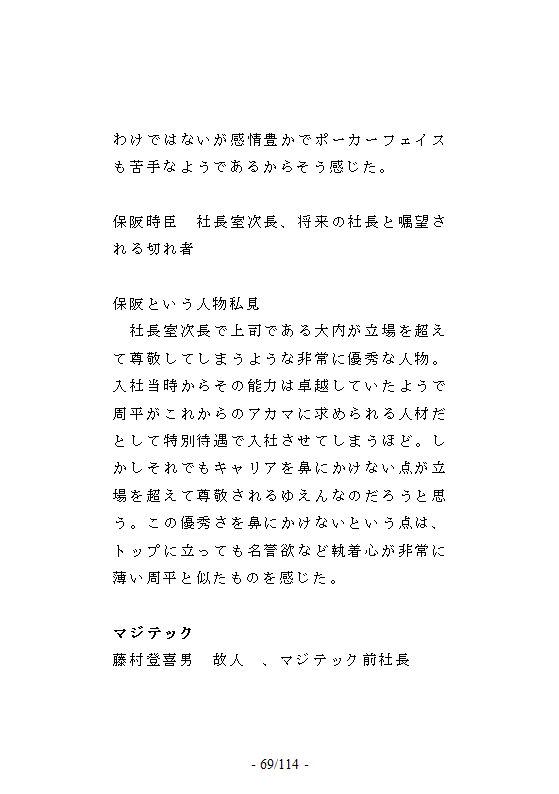 わけではないが感情豊かでポーカーフェイス
も苦手なようであるからそう感じた。
保阪時臣　社長室次長、将来の社長と嘱望さ
れる切れ者
保阪という人物私見
　社長室次長で上司である大内が立場を超え
て尊敬してしまうような非常に優秀な人物。
入社当時からその能力は卓越していたようで
周平がこれからのアカマに求められる人材だ
として特別待遇で入社させてしまうほど。し
かしそれでもキャリアを鼻にかけない点が立
場を超えて尊敬されるゆえんなのだろうと思
う。この優秀さを鼻にかけないという点は、
トップに立っても名誉欲など執着心が非常に
薄い周平と似たものを感じた。
マジテック
藤村登喜男　故人　、マジテック前社長
- 69/114 -